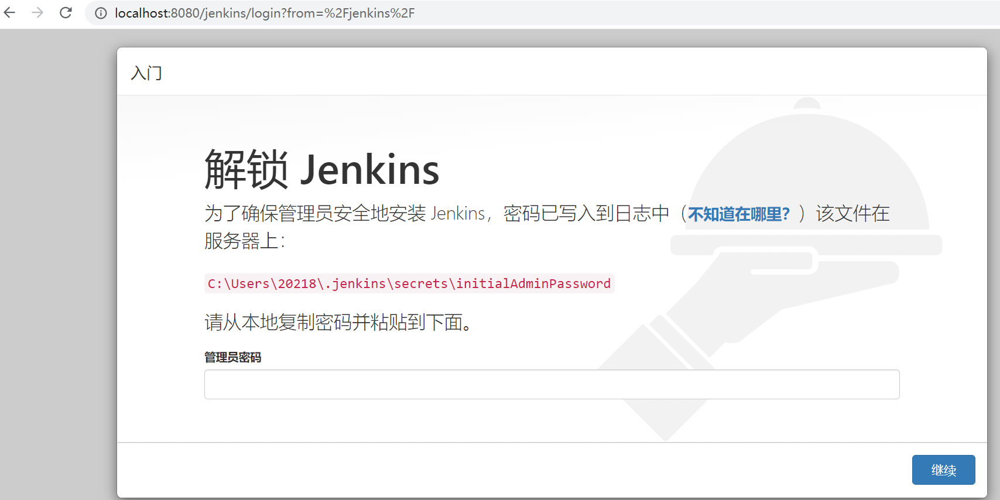 localhost:8080/jenkins/login?from=%2Fjenkins%2F
入门
解锁 Jenkins
为了确保管理员安全地安装 Jenkins，密码已写入到日志中（不知道在哪里？）该文件在
服务器上：
C:\Users\20218\.jenkins\secrets\initialAdminPassword
请从本地复制密码并粘贴到下面。
管理员密码
继续